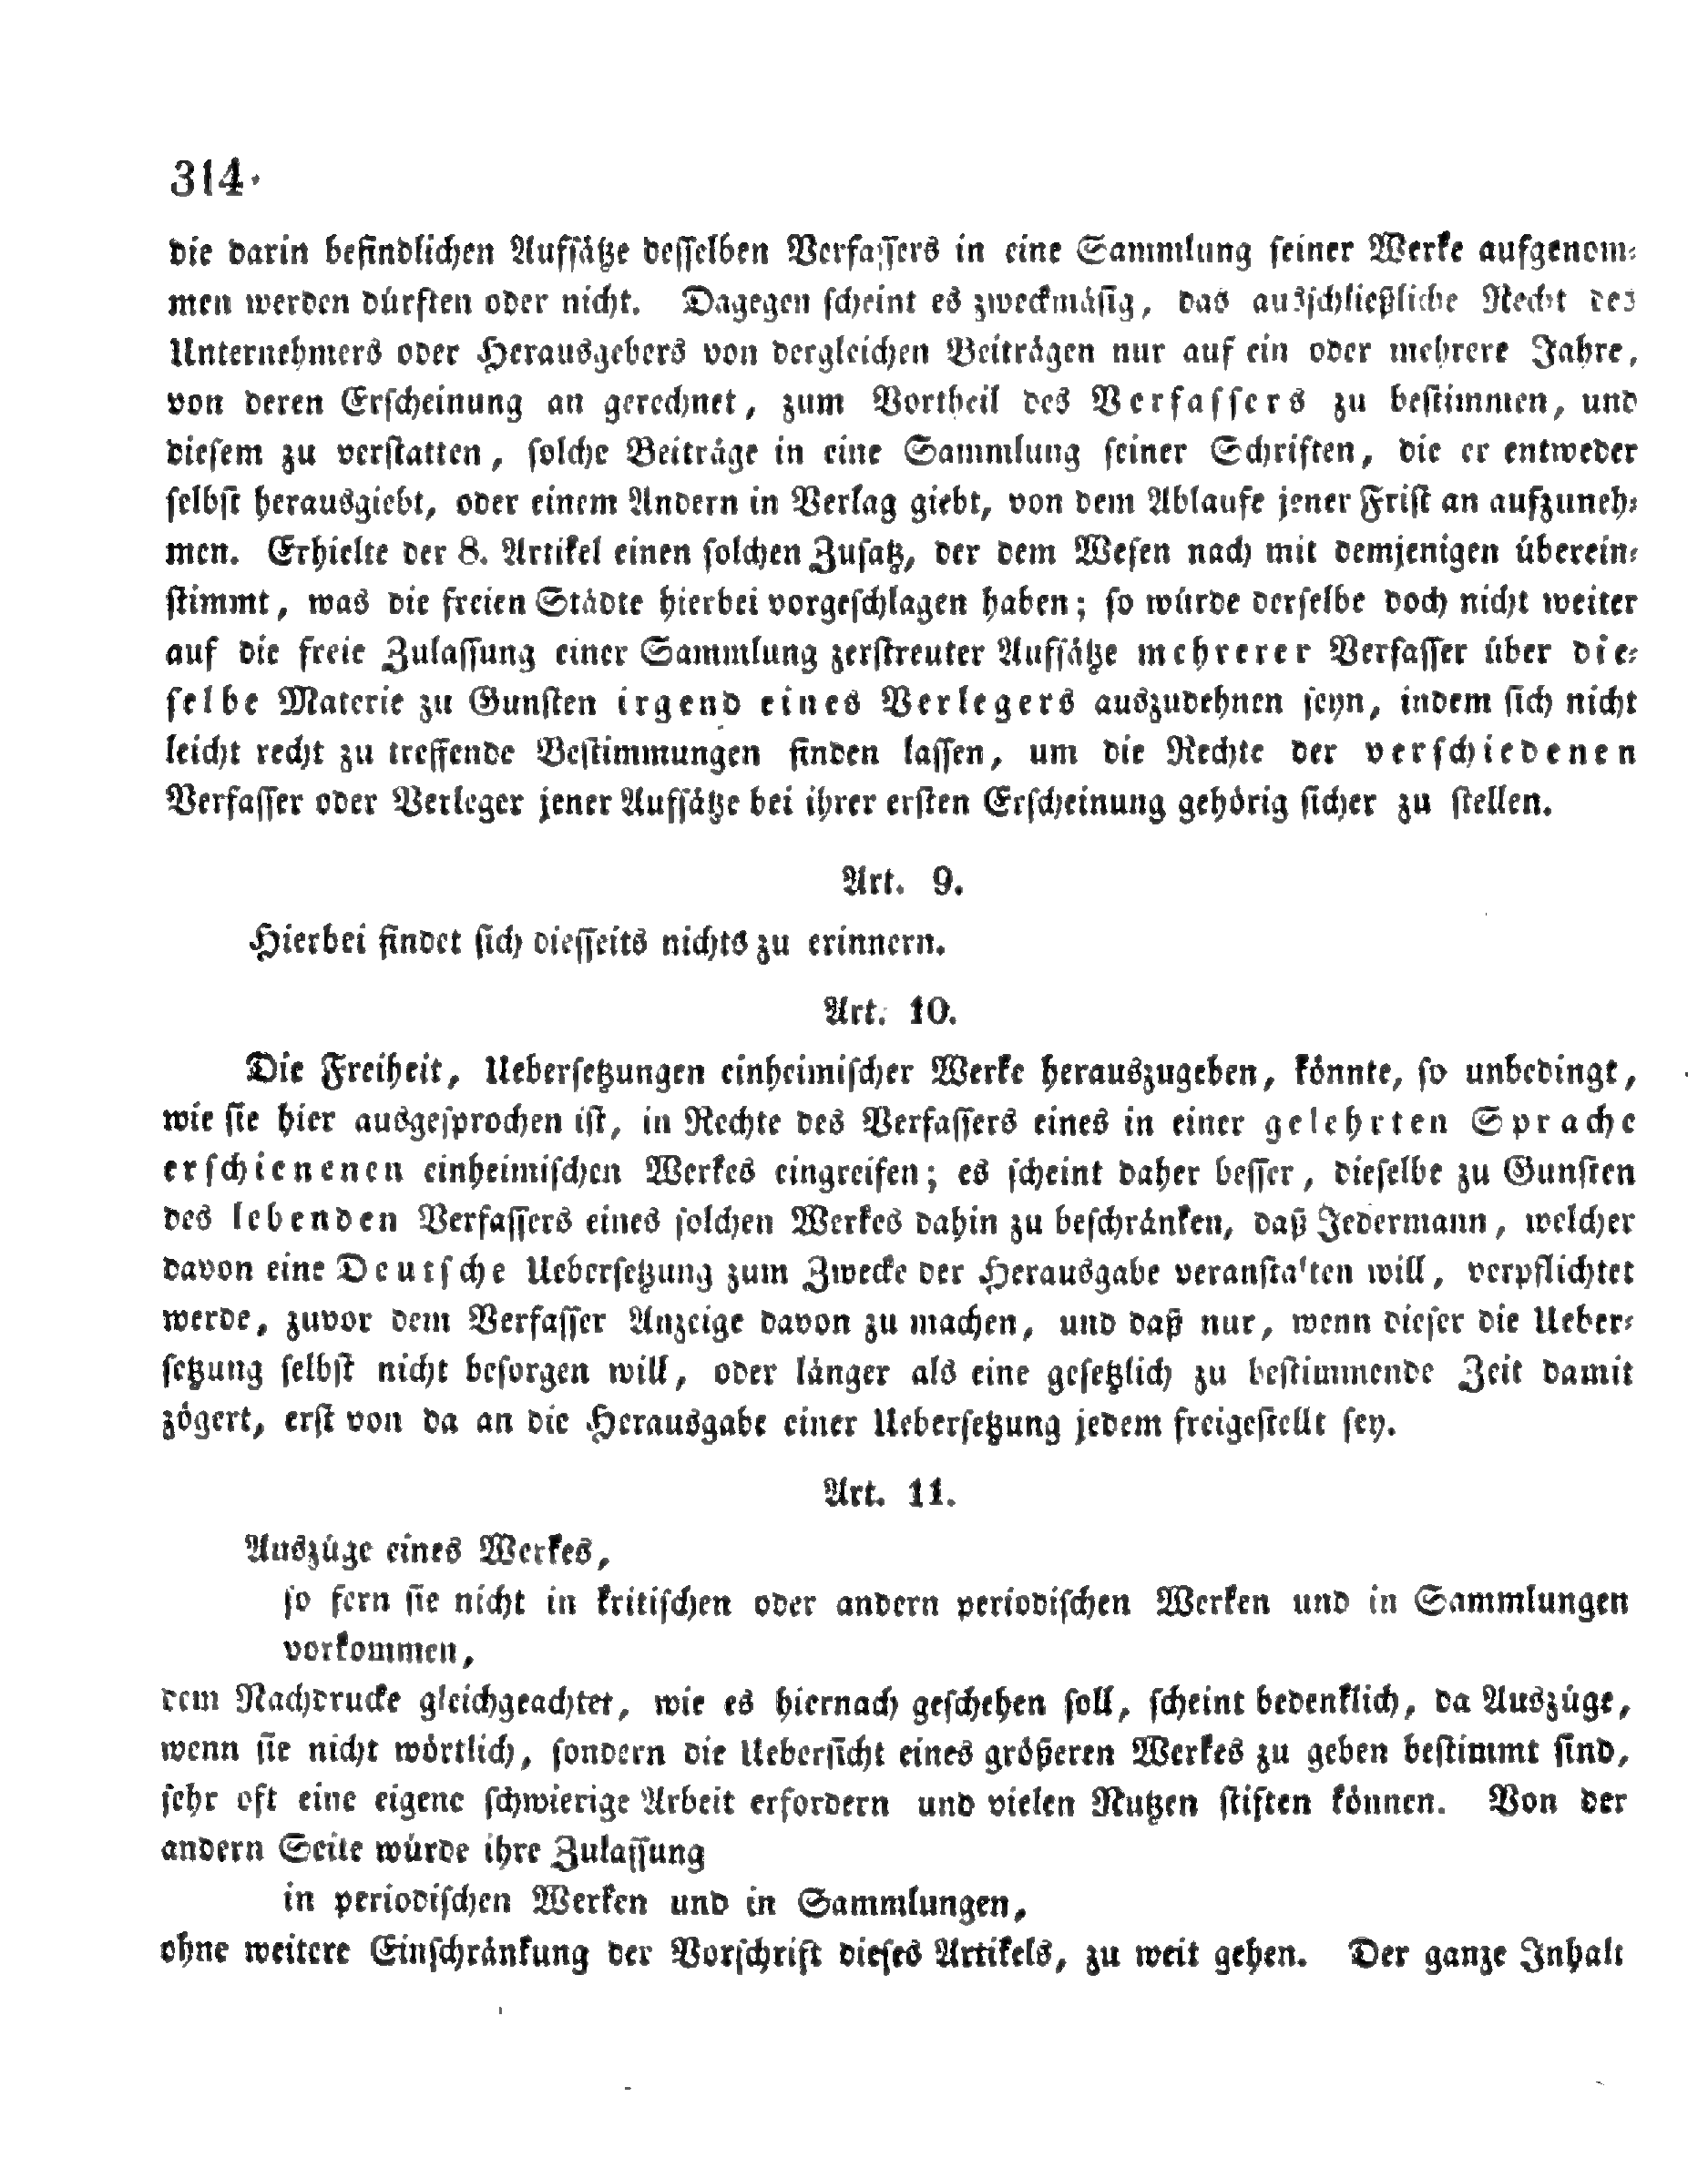 314
die darin befindlichen Aufsätze desselben Verfassers in eine Sammlung seiner Werke aufgenom-
men werden dürften oder nicht. Dagegen scheint es zweckmäsig, das ausschließliche Recht des
Unternehmers oder Herausgebers von dergleichen Beiträgen nur auf ein oder mehrere Jahre,
von deren Erscheinung an gerechnet, zum Vortheil des Verfassers zu bestimmen, und
diesem zu verstatten, solche Beiträge in eine Sammlung seiner Schriften, die er entweder
selbst herausgiebt, oder einem Andern in Verlag giebt, von dem Ablaufe jener Frist an aufzuneh-
men. Erhielte der 8. Artikel einen solchen Zusatz, der dem Wesen nach mit demjenigen überein-
stimmt, was die freien Städte hierbei vorgeschlagen haben; so würde derselbe doch nicht weiter
auf die freie Zulassung einer Sammlung zerstreuter Aufsätze mehrerer Verfasser über die-
selbe Materie zu Gunsten irgend eines Verlegers auszudehnen seyn, indem sich nicht
leicht recht zu treffende Bestimmungen finden lassen, um die Rechte der verschiedenen
Verfasser oder Verleger jener Aufsätze bei ihrer ersten Erscheinung gehörig sicher zu stellen.
Art. 9.
Hierbei findet sich diesseits nichts zu erinnern.
Art. 10.
Die Freiheit, Uebersetzungen einheimischer Werke herauszugeben, könnte, so unbedingt,
wie sie hier ausgesprochen ist, in Rechte des Verfassers eines in einer gelehrten Sprache
erschienenen einheimischen Werkes eingreifen; es scheint daher besser, dieselbe zu Gunsten
des lebenden Verfassers eines solchen Werkes dahin zu beschränken, daß Jedermann, welcher
davon eine Deutsche Uebersetzung zum Zwecke der Herausgabe veranstalten will, verpflichtet
werde, zuvor dem Verfasser Anzeige davon zu machen, und daß nur, wenn dieser die Ueber-
setzung selbst nicht besorgen will, oder länger als eine gesetzlich zu bestimmende Zeit damit
zögert, erst von da an die Herausgabe einer Uebersetzung jedem freigestellt sey.
Art. 11.
Auszüge eines Werkes,
so fern sie nicht in kritischen oder andern periodischen Werken und in Sammlungen
vorkommen,
dem Nachdrucke gleichgeachtet, wie es hiernach geschehen soll, scheint bedenklich, da Auszüge,
wenn sie nicht wörtlich, sondern die Uebersicht eines größeren Werkes zu geben bestimmt sind,
sehr oft eine eigene schwierige Arbeit erfordern und vielen Nutzen stiften können. Von der
andern Seite würde ihre Zulassung
in periodischen Werken und in Sammlungen,
ohne weitere Einschränkung der Vorschrift dieses Artikels, zu weit gehen. Der ganze Inhalt